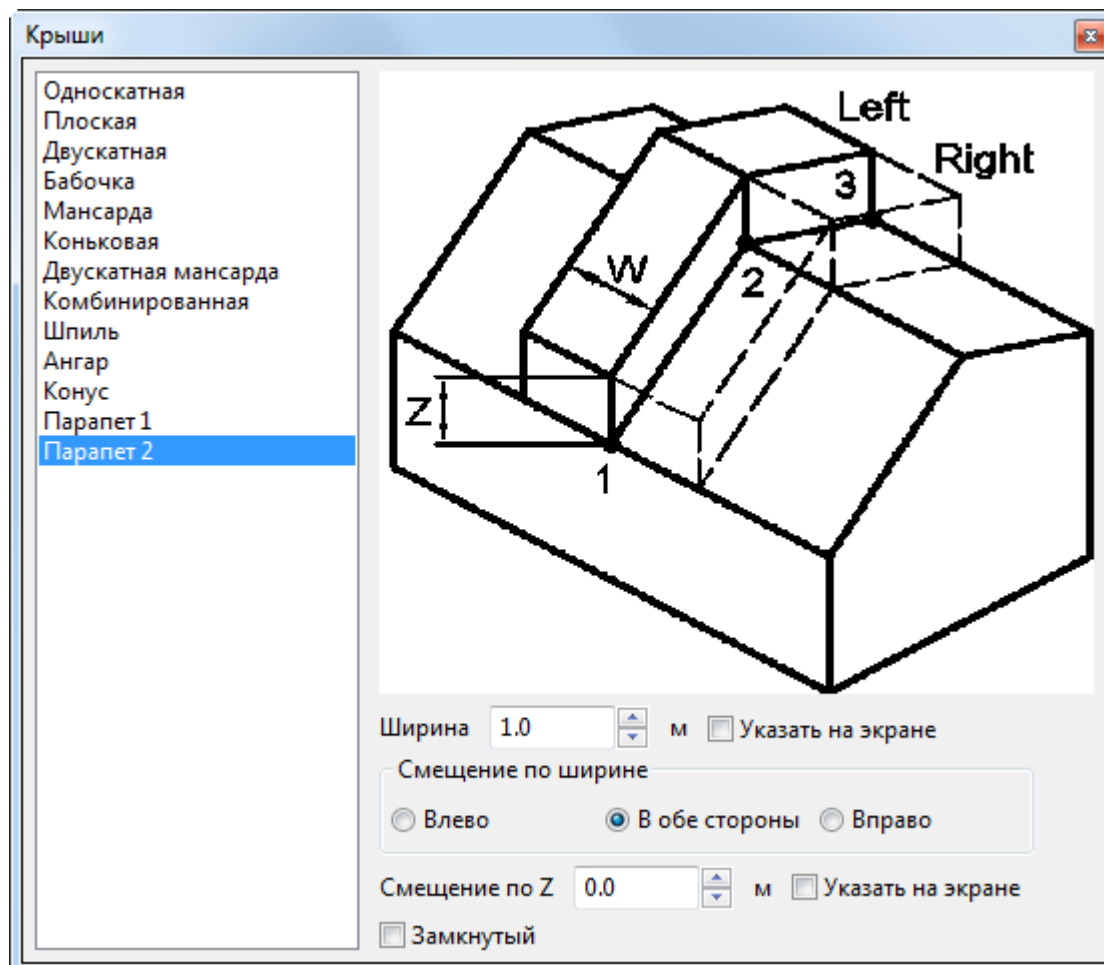 Крыши
Односкатная
Плоская
Двускатная
Бабочка
Мансарда
Коньковая
Двускатная мансарда
Комбинированная
Шпиль
Ангар
Конус
Парапет 1
Парапет 2
Left
Right
3
W
2
Z
1
Ширина 1.0 м Указать на экране
Смещение по ширине
Влево В обе стороны Вправо
Смещение по Z 0.0 м Указать на экране
Замкнутый